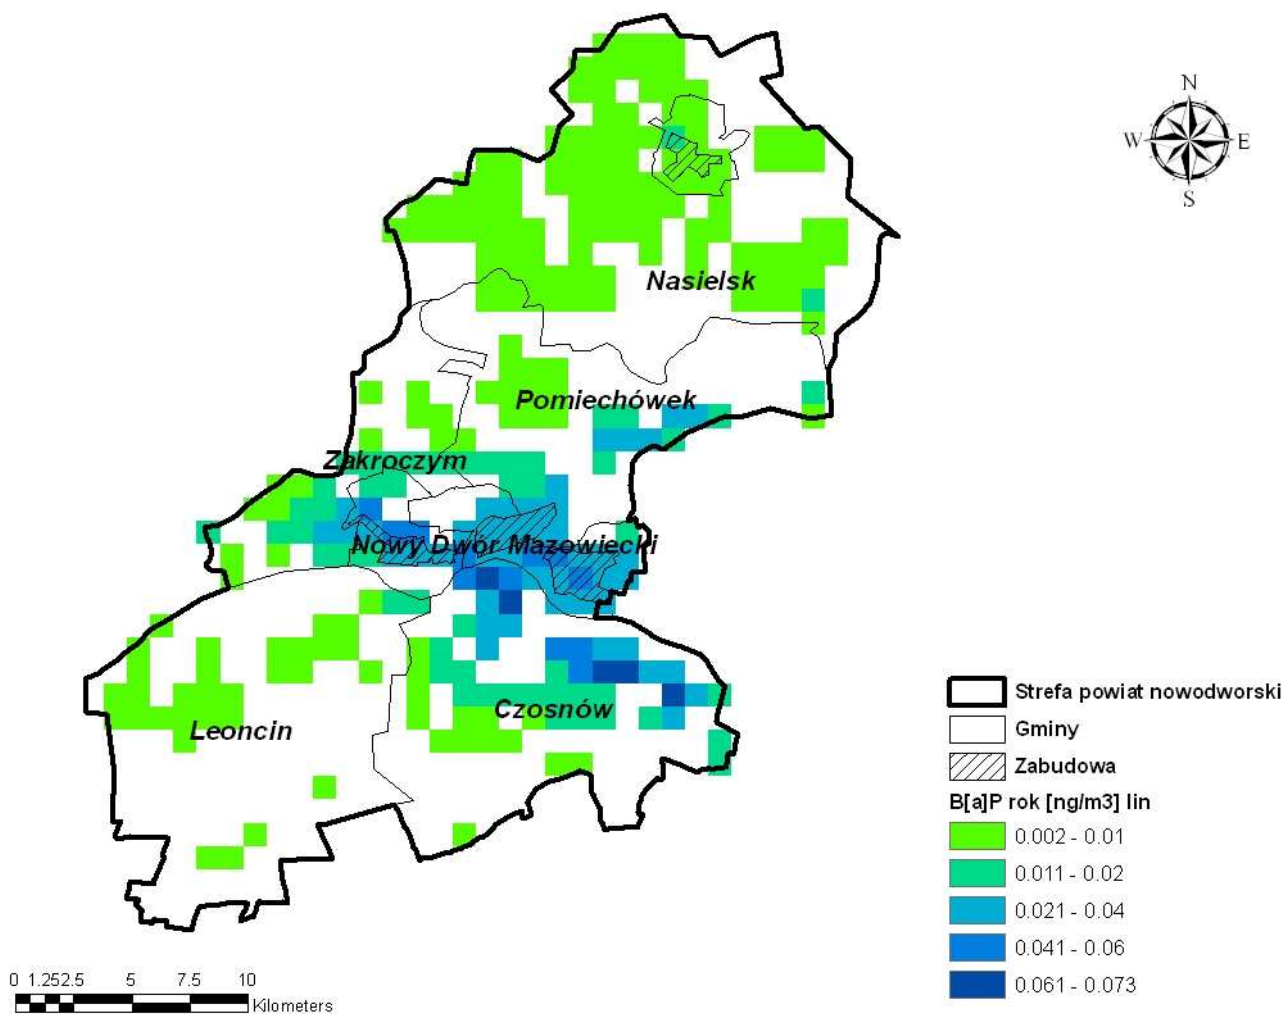 N
W E
S
Nasielsk
Pomiechówek
Zakroczym
Nowy Dwór Mazowiecki
Czosnów
Leoncin
Strefa powiat nowodworski
Gminy
Zabudowa
B[a]P rok [ng/m3] lin
0.002 - 0.01
0.011 - 0.02
0.021 - 0.04
0.041 - 0.06
0.061 - 0.073
0 1.252.5 5 7.5 10
Kilometers